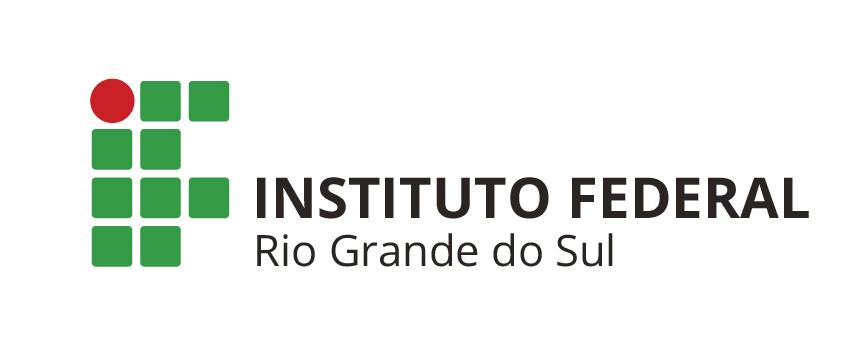 INSTITUTO FEDERAL
Rio Grande do Sul